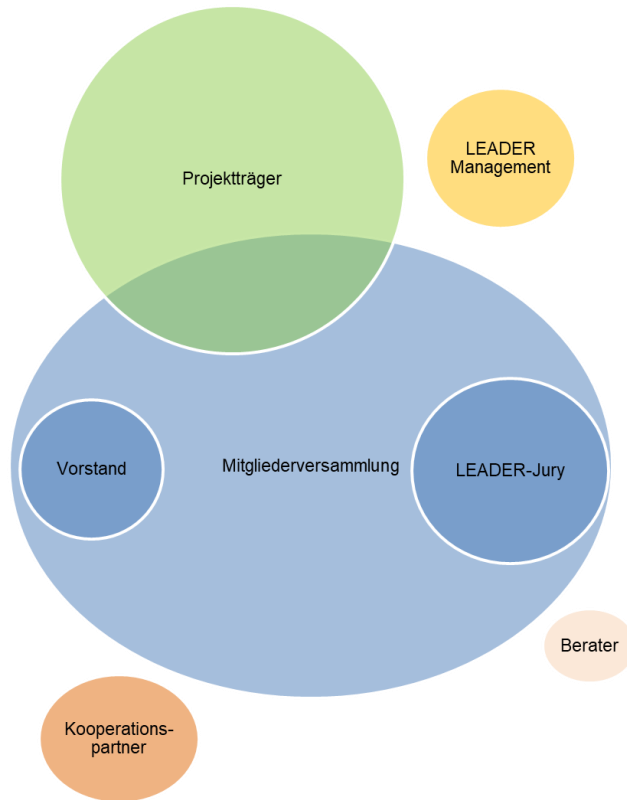 LEADER
Management
Projektträger
Vorstand
Mitgliederversammlung
LEADER-Jury
Berater
Kooperations-
partner